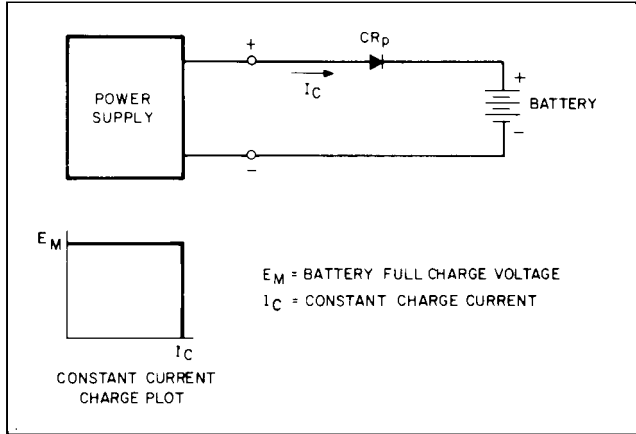 +
CRP
POWER
SUPPLY
IC
+
BATTERY
−
−
EM
EM = BATTERY FULL CHARGE VOLTAGE
IC = CONSTANT CHARGE CURRENT
IC
CONSTANT CURRENT
CHARGE PLOT